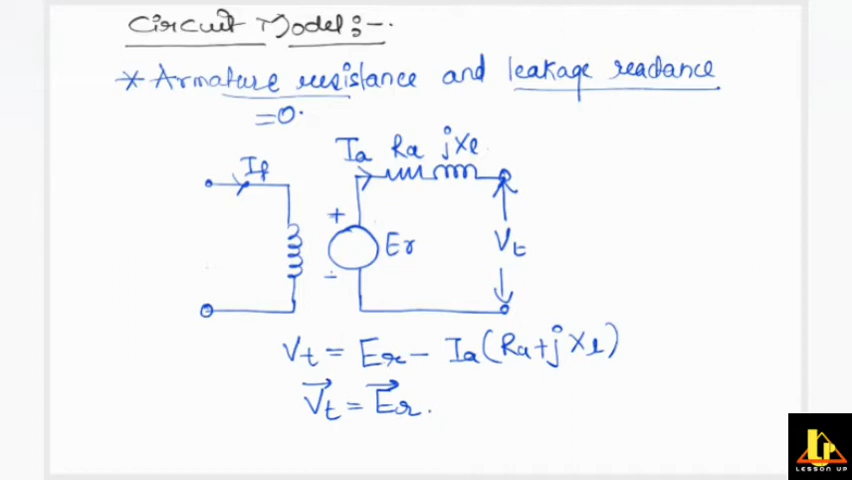 Circuit Model :-
* Armature resistance and leakage reactance
= 0.
Ia Ra jXl
If
+
Er
Vt
-
Vt = Er - Ia (Ra + j Xl)
Vt = Er.
LESSON UP